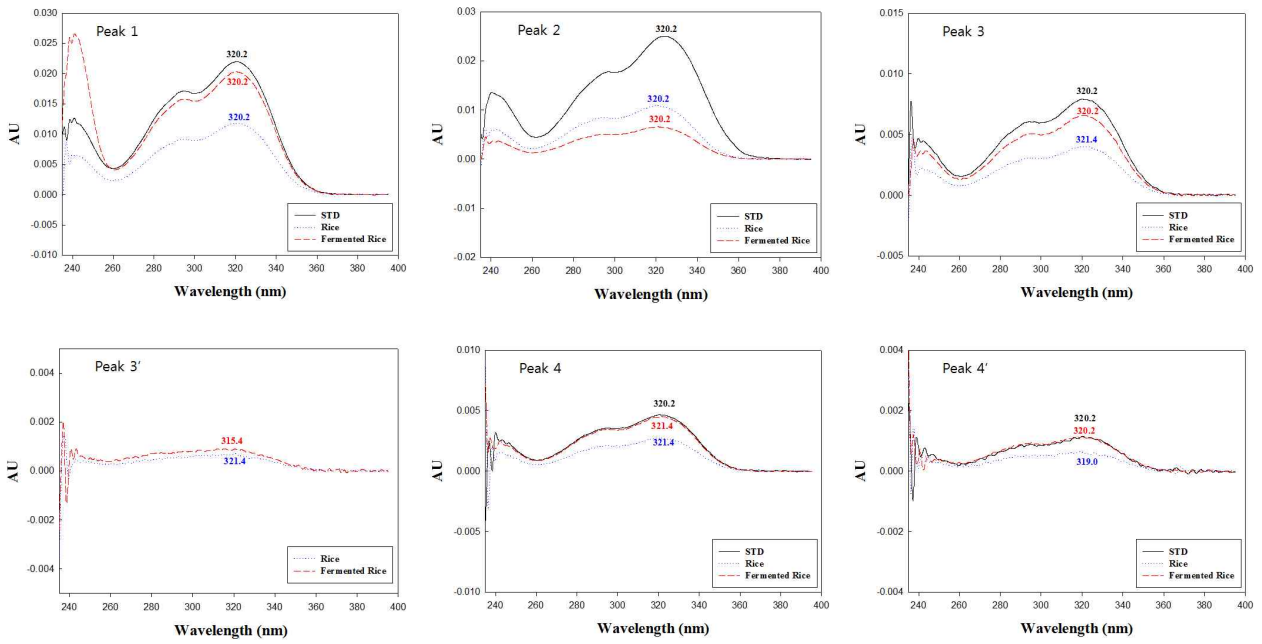 Peak 1
AU
0.030
0.025
0.020
0.015
0.010
0.005
0.000
-0.005
-0.010
320.2
320.2
320.2
STD
Rice
Fermented Rice
240 260 280 300 320 340 360 380 400
Wavelength (nm)
Peak 2
AU
0.03
0.02
0.01
0.00
-0.01
-0.02
320.2
320.2
320.2
STD
Rice
Fermented Rice
240 260 280 300 320 340 360 380 400
Wavelength (nm)
Peak 3
AU
0.015
0.010
0.005
0.000
-0.005
320.2
320.2
321.4
STD
Rice
Fermented Rice
240 260 280 300 320 340 360 380 400
Wavelength (nm)
Peak 3′
AU
0.004
0.002
0.000
-0.002
-0.004
315.4
321.4
Rice
Fermented Rice
240 260 280 300 320 340 360 380 400
Wavelength (nm)
Peak 4
AU
0.010
0.005
0.000
-0.005
-0.010
320.2
321.4
321.4
STD
Rice
Fermented Rice
240 260 280 300 320 340 360 380 400
Wavelength (nm)
Peak 4′
AU
0.004
0.002
0.000
-0.002
-0.004
320.2
320.2
319.0
STD
Rice
Fermented Rice
240 260 280 300 320 340 360 380 400
Wavelength (nm)